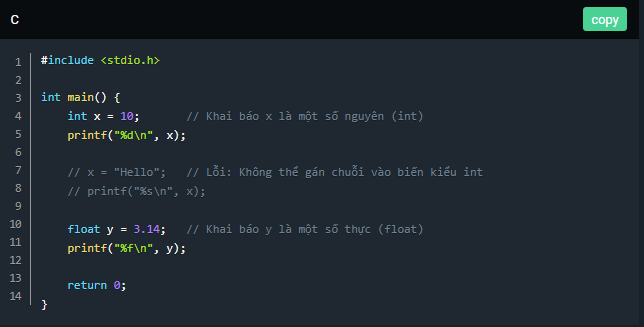 C
copy
1 #include <stdio.h>
2
3 int main() {
4     int x = 10;       // Khai báo x là một số nguyên (int)
5     printf("%d\n", x);
6
7     // x = "Hello";   // Lỗi: Không thể gán chuỗi vào biến kiểu int
8     // printf("%s\n", x);
9
10     float y = 3.14;   // Khai báo y là một số thực (float)
11     printf("%f\n", y);
12
13     return 0;
14 }